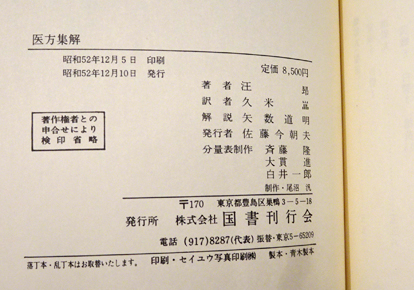 医方集解
昭和52年12月5日 印刷
昭和52年12月10日 発行
定価 8,500円
著作権者との
申合せにより
検印省略
著者 汪 昂
訳者 久米 嵓
解説 矢数道明
発行者 佐藤今朝夫
分量表制作 斉藤 隆
大貫 進
白井一郎
制作・尾沼 洗
〒170 東京都豊島区巣鴨3-5-18
発行所 株式会社 国書刊行会
電話 (917)8287(代表) 振替・東京5-65209
落丁本・乱丁本はお取替いたします。 印刷・セイユウ写真印刷㈱ 製本・青木製本